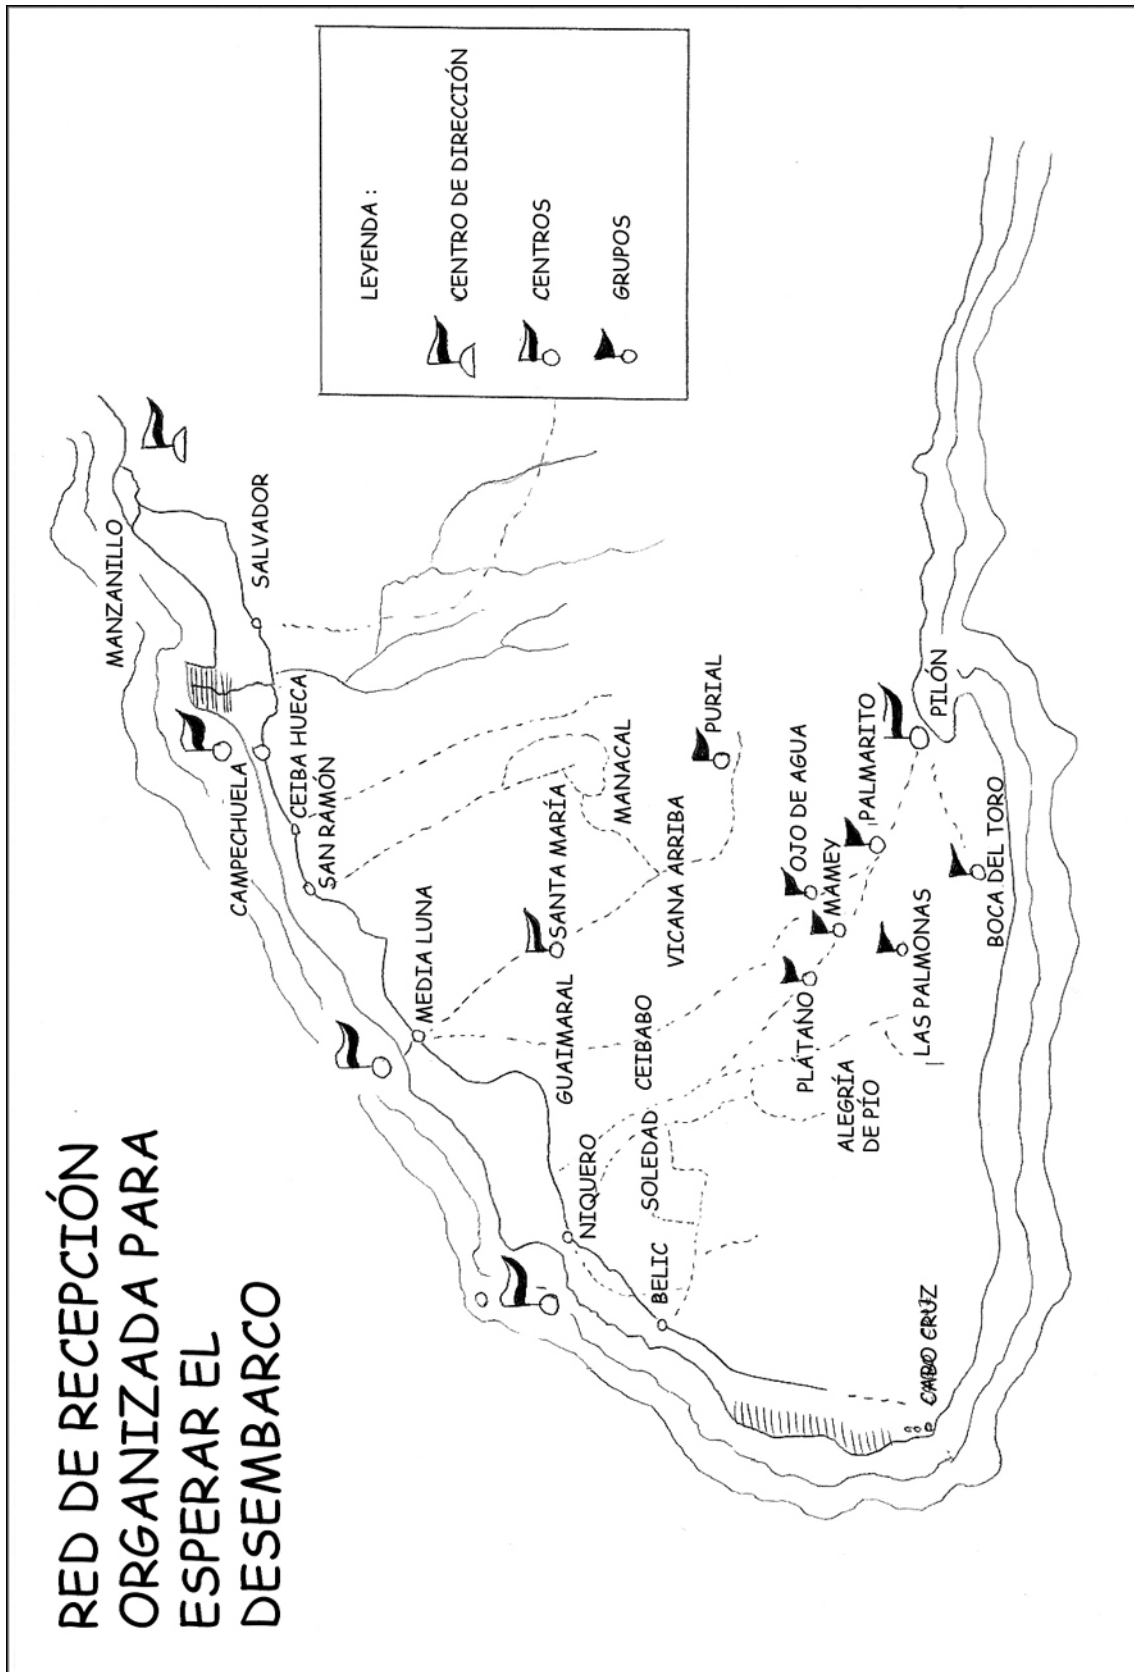 RED DE RECEPCIÓN
ORGANIZADA PARA
ESPERAR EL
DESEMBARCO
LEYENDA :
CENTRO DE DIRECCIÓN
CENTROS
GRUPOS
MANZANILLO
SALVADOR
CAMPECHUELA
CEIBA HUECA
SAN RAMÓN
MEDIA LUNA
SANTA MARÍA
MANACAL
PURIAL
GUAIMARAL
VICANA ARRIBA
NIQUERO
SOLEDAD
CEIBABO
BELIC
OJO DE AGUA
MAMEY
PALMARITO
PLATANO
ALEGRÍA
DE PÍO
LAS PALMONAS
PILÓN
BOCA DEL TORO
CABO CRUZ